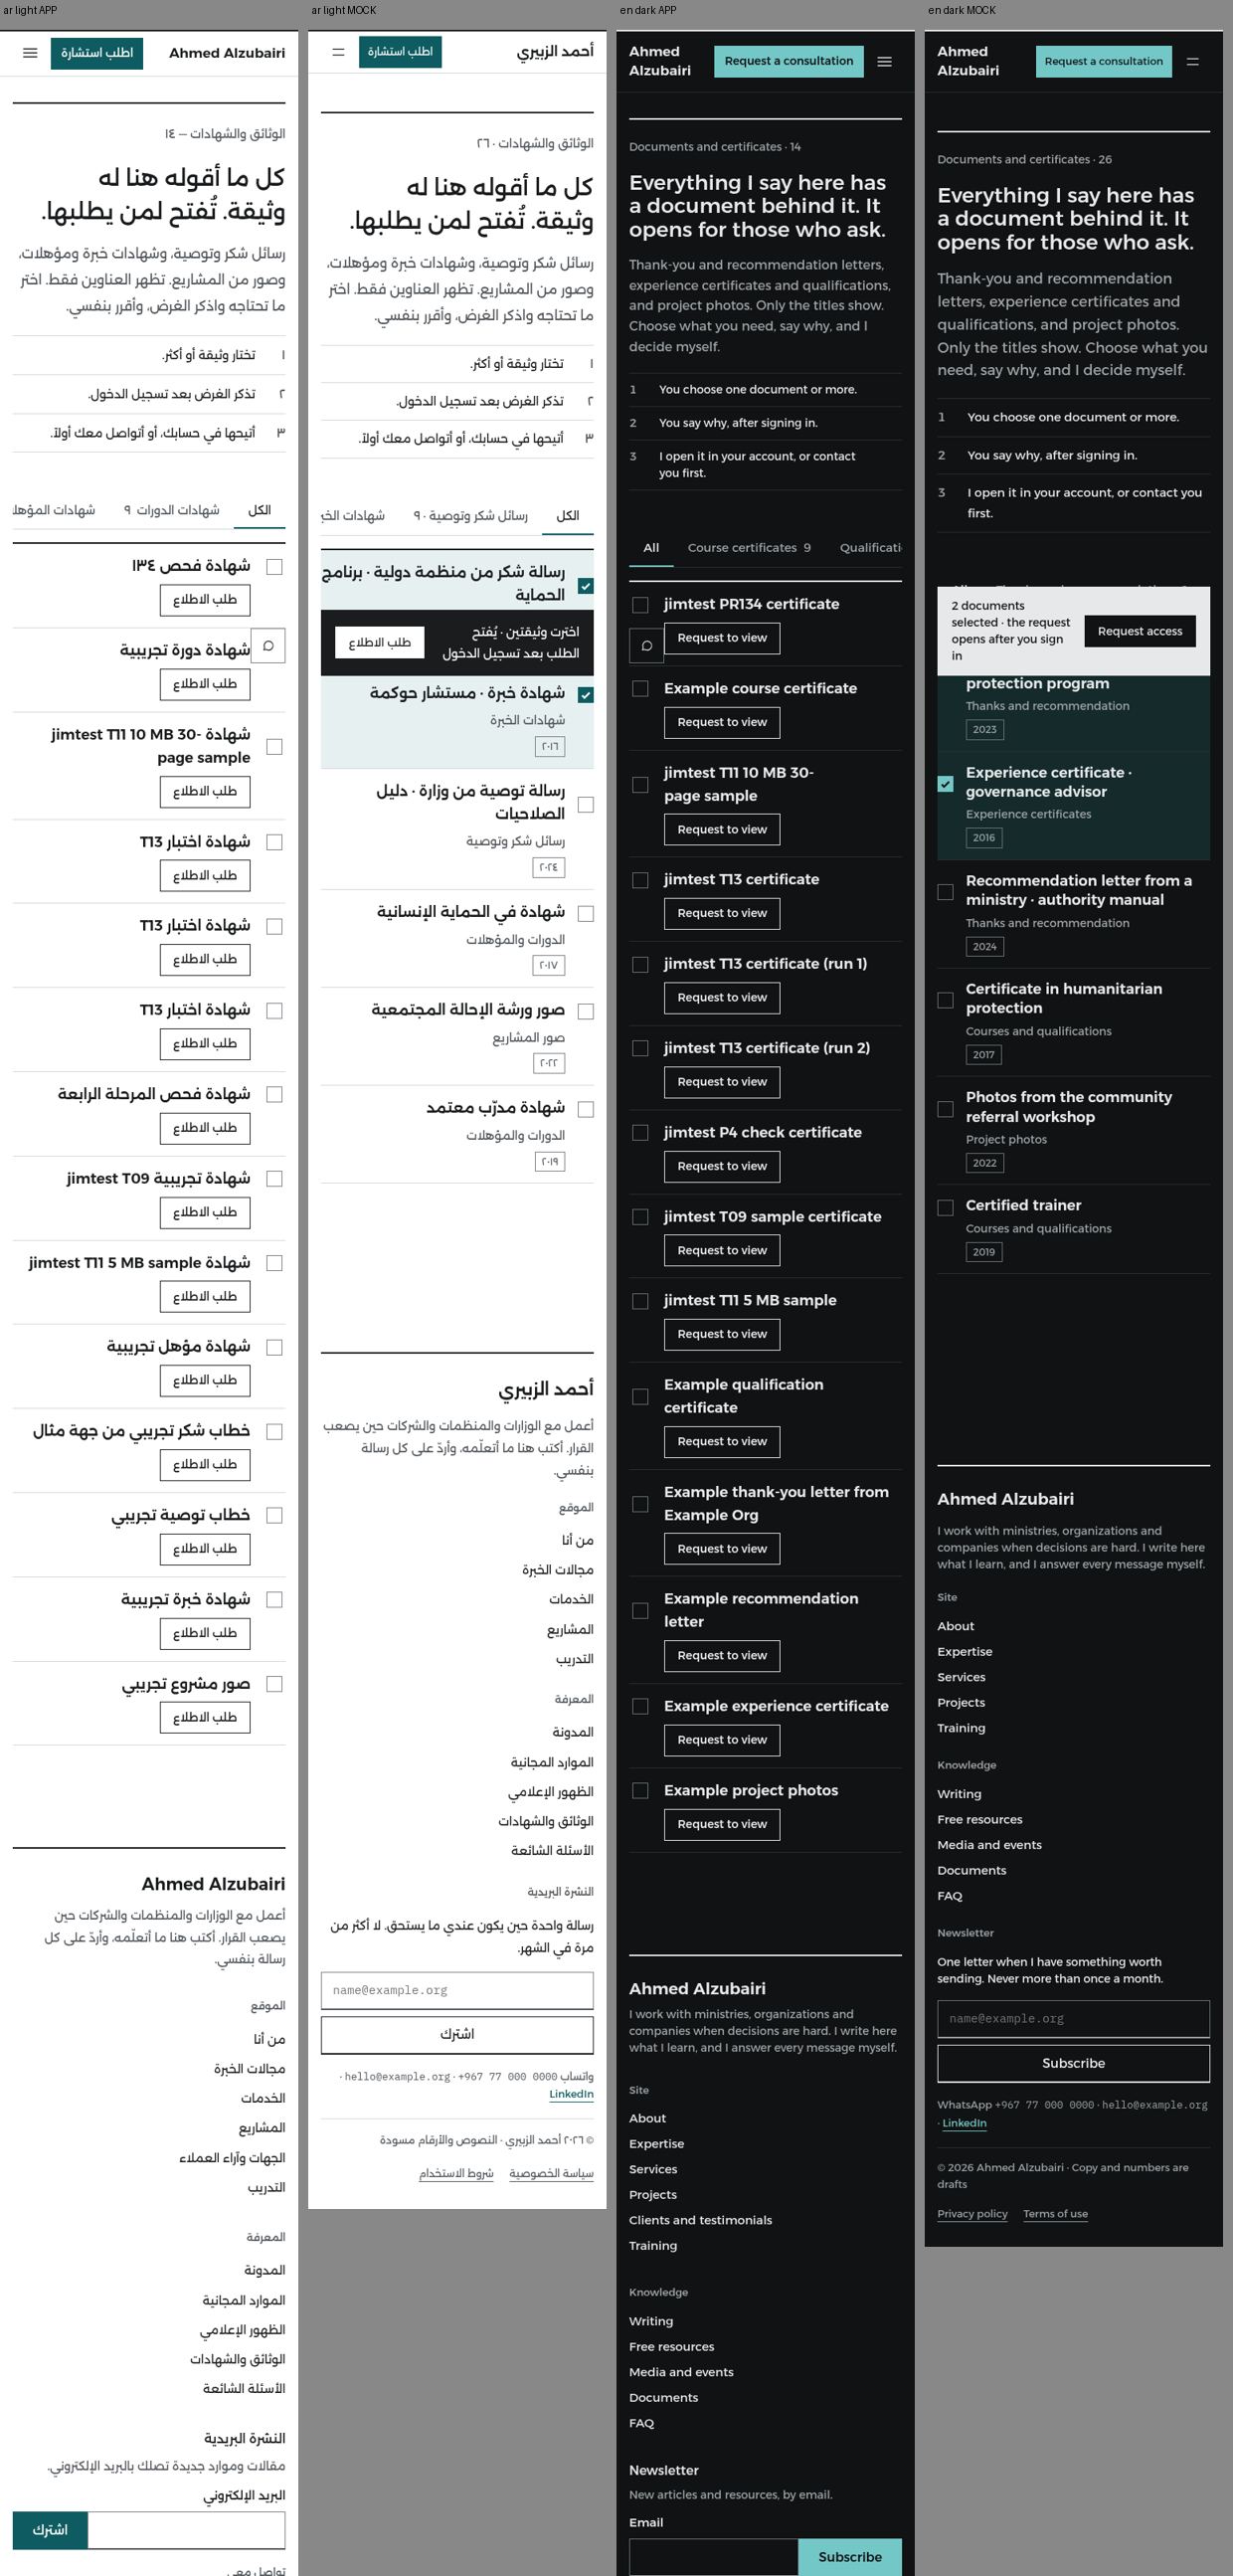 ar light APP
Ahmed Alzubairi
اطلب استشارة
الوثائق والشهادات — ١٤
كل ما أقوله هنا له
وثيقة. تُفتح لمن يطلبها.
رسائل شكر وتوصية، وشهادات خبرة ومؤهلات،
وصور من المشاريع. تظهر العناوين فقط. اختر
ما تحتاجه واذكر الغرض، وأقرر بنفسي.
١ تختار وثيقة أو أكثر.
٢ تذكر الغرض بعد تسجيل الدخول.
٣ أتيحها في حسابك، أو أتواصل معك أولًا.
الكل
شهادات الدورات ٩
شهادة فحص ١٣٤
طلب الاطلاع
شهادة دورة تجريبية
طلب الاطلاع
شهادة jimtest T11 10 MB 30-
page sample
طلب الاطلاع
شهادة اختبار T13
طلب الاطلاع
شهادة اختبار T13
طلب الاطلاع
شهادة اختبار T13
طلب الاطلاع
شهادة فحص المرحلة الرابعة
طلب الاطلاع
شهادة تجريبية jimtest T09
طلب الاطلاع
شهادة jimtest T11 5 MB sample
طلب الاطلاع
شهادة مؤهل تجريبية
طلب الاطلاع
خطاب شكر تجريبي من جهة مثال
طلب الاطلاع
خطاب توصية تجريبي
طلب الاطلاع
شهادة خبرة تجريبية
طلب الاطلاع
صور مشروع تجريبي
طلب الاطلاع
Ahmed Alzubairi
أعمل مع الوزارات والمنظمات والشركات حين
يصعب القرار. أكتب هنا ما أتعلّمه، وأردّ على كل
رسالة بنفسي.
الموقع
من أنا
مجالات الخبرة
الخدمات
المشاريع
الجهات وآراء العملاء
التدريب
المعرفة
المدونة
الموارد المجانية
الظهور الإعلامي
الوثائق والشهادات
الأسئلة الشائعة
النشرة البريدية
مقالات وموارد جديدة تصلك بالبريد الإلكتروني.
البريد الإلكتروني
اشترك
ar light MOCK
أحمد الزبيري
اطلب استشارة
الوثائق والشهادات · ٢٦
كل ما أقوله هنا له
وثيقة. تُفتح لمن يطلبها.
رسائل شكر وتوصية، وشهادات خبرة ومؤهلات،
وصور من المشاريع. تظهر العناوين فقط. اختر
ما تحتاجه واذكر الغرض، وأقرر بنفسي.
١ تختار وثيقة أو أكثر.
٢ تذكر الغرض بعد تسجيل الدخول.
٣ أتيحها في حسابك، أو أتواصل معك أولًا.
الكل
رسائل شكر وتوصية · ٩
رسالة شكر من منظمة دولية · برنامج
الحماية
اخترت وثيقتين · يُفتح
الطلب بعد تسجيل الدخول
طلب الاطلاع
شهادة خبرة · مستشار حوكمة
شهادات الخبرة
٢٠١٦
رسالة توصية من وزارة · دليل
الصلاحيات
رسائل شكر وتوصية
٢٠٢٤
شهادة في الحماية الإنسانية
الدورات والمؤهلات
٢٠١٧
صور ورشة الإحالة المجتمعية
صور المشاريع
٢٠٢٢
شهادة مدرّب معتمد
الدورات والمؤهلات
٢٠١٩
أحمد الزبيري
أعمل مع الوزارات والمنظمات والشركات حين يصعب
القرار. أكتب هنا ما أتعلّمه، وأردّ على كل رسالة
بنفسي.
الموقع
من أنا
مجالات الخبرة
الخدمات
المشاريع
التدريب
المعرفة
المدونة
الموارد المجانية
الظهور الإعلامي
الوثائق والشهادات
الأسئلة الشائعة
النشرة البريدية
رسالة واحدة حين يكون عندي ما يستحق. لا أكثر من
مرة في الشهر.
name@example.org
اشترك
واتساب +967 77 000 0000 · hello@example.org ·
LinkedIn
© ٢٠٢٦ أحمد الزبيري · النصوص والأرقام مسودة
سياسة الخصوصية
شروط الاستخدام
en dark APP
Ahmed
Alzubairi
Request a consultation
Documents and certificates · 14
Everything I say here has
a document behind it. It
opens for those who ask.
Thank-you and recommendation letters,
experience certificates and qualifications,
and project photos. Only the titles show.
Choose what you need, say why, and I
decide myself.
1 You choose one document or more.
2 You say why, after signing in.
3 I open it in your account, or contact
you first.
All
Course certificates 9
Qualificati
jimtest PR134 certificate
Request to view
Example course certificate
Request to view
jimtest T11 10 MB 30-
page sample
Request to view
jimtest T13 certificate
Request to view
jimtest T13 certificate (run 1)
Request to view
jimtest T13 certificate (run 2)
Request to view
jimtest P4 check certificate
Request to view
jimtest T09 sample certificate
Request to view
jimtest T11 5 MB sample
Request to view
Example qualification
certificate
Request to view
Example thank-you letter from
Example Org
Request to view
Example recommendation
letter
Request to view
Example experience certificate
Request to view
Example project photos
Request to view
Ahmed Alzubairi
I work with ministries, organizations and
companies when decisions are hard. I write here
what I learn, and I answer every message myself.
Site
About
Expertise
Services
Projects
Clients and testimonials
Training
Knowledge
Writing
Free resources
Media and events
Documents
FAQ
Newsletter
New articles and resources, by email.
Email
Subscribe
en dark MOCK
Ahmed
Alzubairi
Request a consultation
Documents and certificates · 26
Everything I say here has
a document behind it. It
opens for those who ask.
Thank-you and recommendation
letters, experience certificates and
qualifications, and project photos.
Only the titles show. Choose what you
need, say why, and I decide myself.
1 You choose one document or more.
2 You say why, after signing in.
3 I open it in your account, or contact you
first.
2 documents
selected · the request
opens after you sign
in
Request access
protection program
Thanks and recommendation
2023
Experience certificate ·
governance advisor
Experience certificates
2016
Recommendation letter from a
ministry · authority manual
Thanks and recommendation
2024
Certificate in humanitarian
protection
Courses and qualifications
2017
Photos from the community
referral workshop
Project photos
2022
Certified trainer
Courses and qualifications
2019
Ahmed Alzubairi
I work with ministries, organizations and
companies when decisions are hard. I write here
what I learn, and I answer every message myself.
Site
About
Expertise
Services
Projects
Training
Knowledge
Writing
Free resources
Media and events
Documents
FAQ
Newsletter
One letter when I have something worth
sending. Never more than once a month.
name@example.org
Subscribe
WhatsApp +967 77 000 0000 · hello@example.org
· LinkedIn
© 2026 Ahmed Alzubairi · Copy and numbers are
drafts
Privacy policy
Terms of use